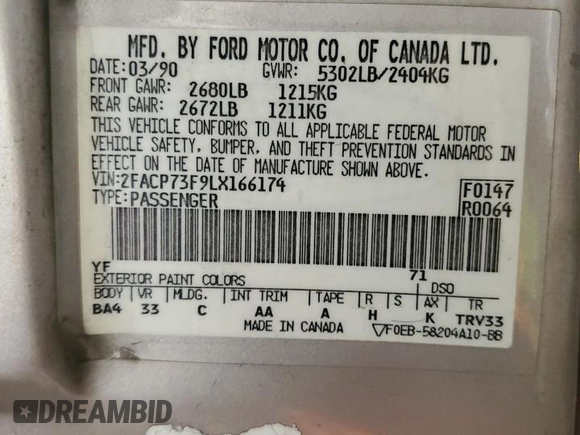 MFD. BY FORD MOTOR CO. OF CANADA LTD.
DATE: 03/90 GVWR: 5302LB/2404KG
FRONT GAWR: 2680LB 1215KG
REAR GAWR: 2672LB 1211KG
THIS VEHICLE CONFORMS TO ALL APPLICABLE FEDERAL MOTOR
VEHICLE SAFETY, BUMPER, AND THEFT PREVENTION STANDARDS IN
EFFECT ON THE DATE OF MANUFACTURE SHOWN ABOVE.
VIN: 2FACP73F9LX166174 F0147
TYPE: PASSENGER R0064
YF 71
EXTERIOR PAINT COLORS DSO
BODY VR MLDG. INT TRIM TAPE R S AX TR
BA4 33 C AA A H K TRV33
MADE IN CANADA F0EB-58204A10-BB
DREAMBID